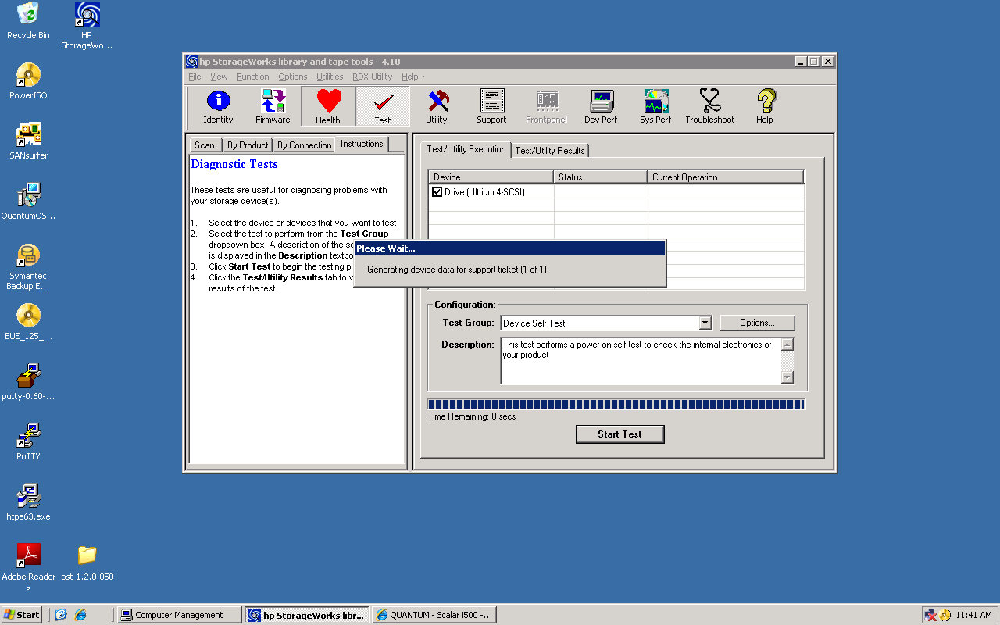 Recycle Bin
HP
StorageWo...
PowerISO
SANsurfer
QuantumOS...
Symantec
Backup E...
BUE_125_...
putty-0.60-...
PuTTY
htpe63.exe
Adobe Reader
9
ost-1.2.0.050
hp StorageWorks library and tape tools - 4.10
File View Function Options Utilities RDX-Utility Help
Identity Firmware Health Test Utility Support Frontpanel Dev Perf Sys Perf Troubleshoot Help
Scan By Product By Connection Instructions
Diagnostic Tests
These tests are useful for diagnosing problems with
your storage device(s).
1. Select the device or devices that you want to test.
2. Select the test to perform from the Test Group
dropdown box. A description of the se
is displayed in the Description textbo
3. Click Start Test to begin the testing pr
4. Click the Test/Utility Results tab to v
results of the test.
Test/Utility Execution Test/Utility Results
Device Status Current Operation
Drive (Ultrium 4-SCSI)
Please Wait...
Generating device data for support ticket (1 of 1)
Configuration:
Test Group: Device Self Test Options...
Description: This test performs a power on self test to check the internal electronics of
your product
Time Remaining: 0 secs
Start Test
Start Computer Management hp StorageWorks libr... QUANTUM - Scalar i500 -... 11:41 AM